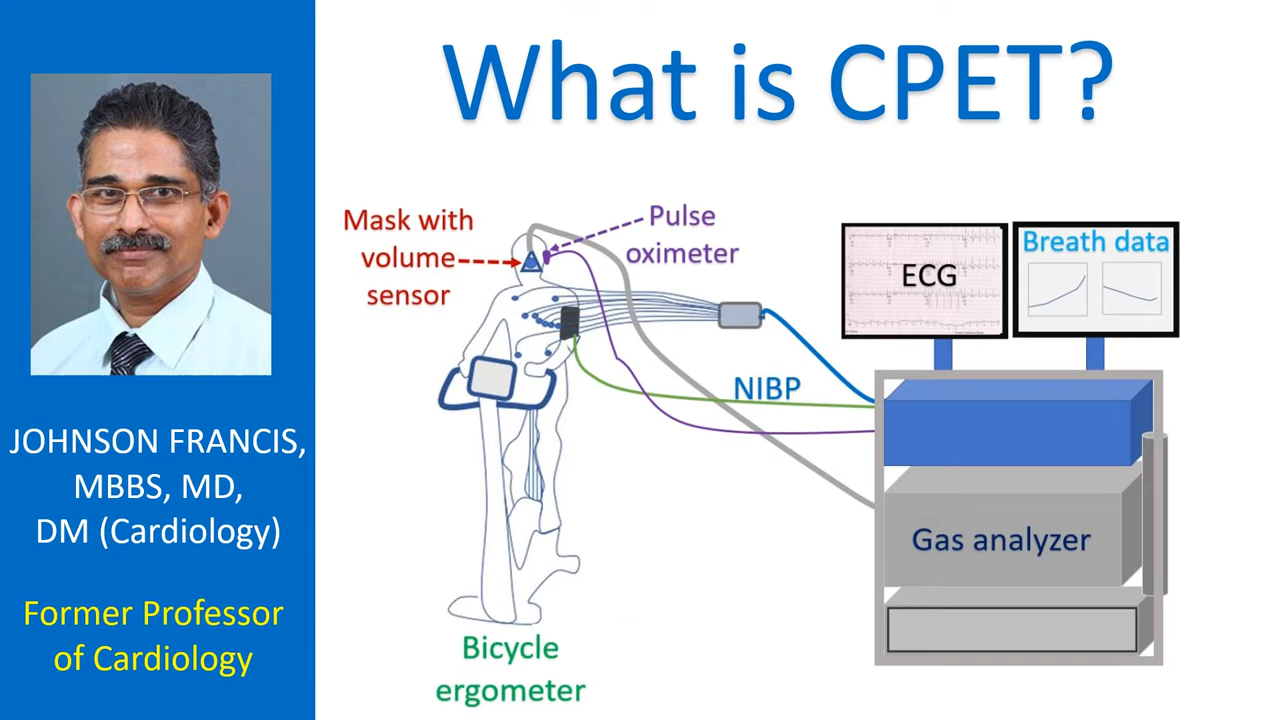 What is CPET?
JOHNSON FRANCIS,
MBBS, MD,
DM (Cardiology)
Former Professor
of Cardiology
Mask with
volume
sensor
Pulse
oximeter
NIBP
ECG
Breath data
Gas analyzer
Bicycle
ergometer